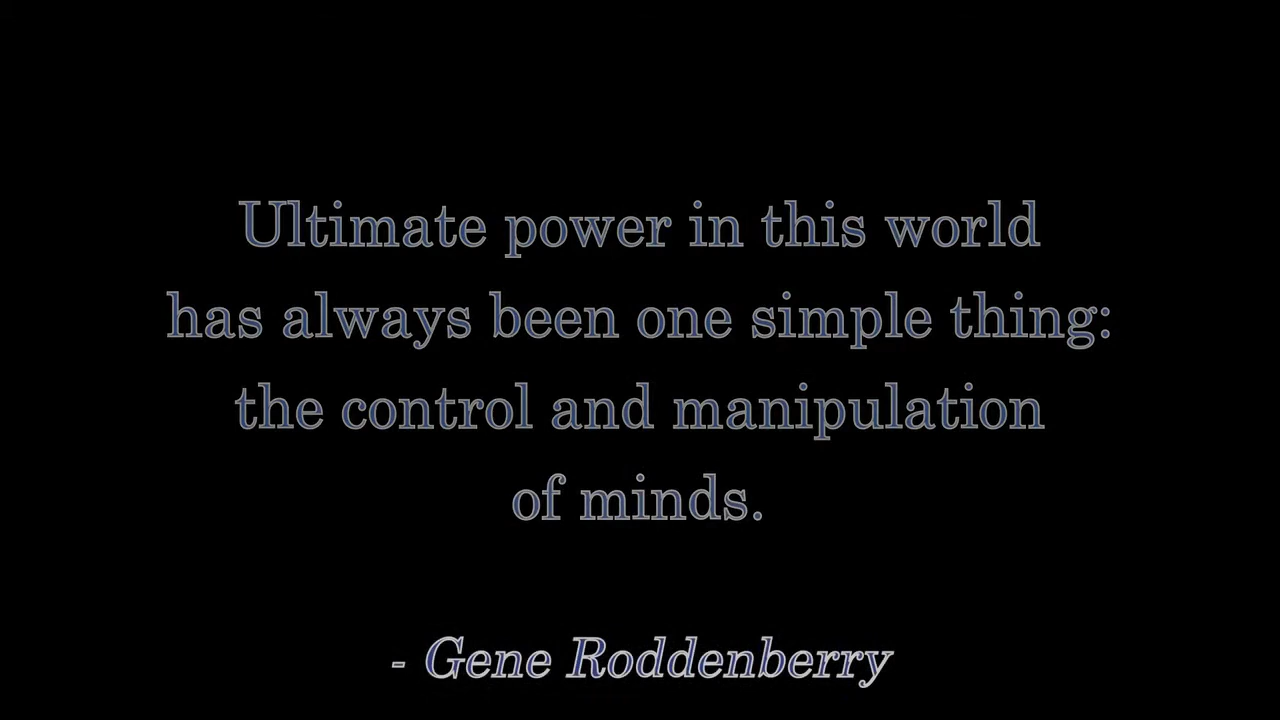 Ultimate power in this world
has always been one simple thing:
the control and manipulation
of minds.
- Gene Roddenberry